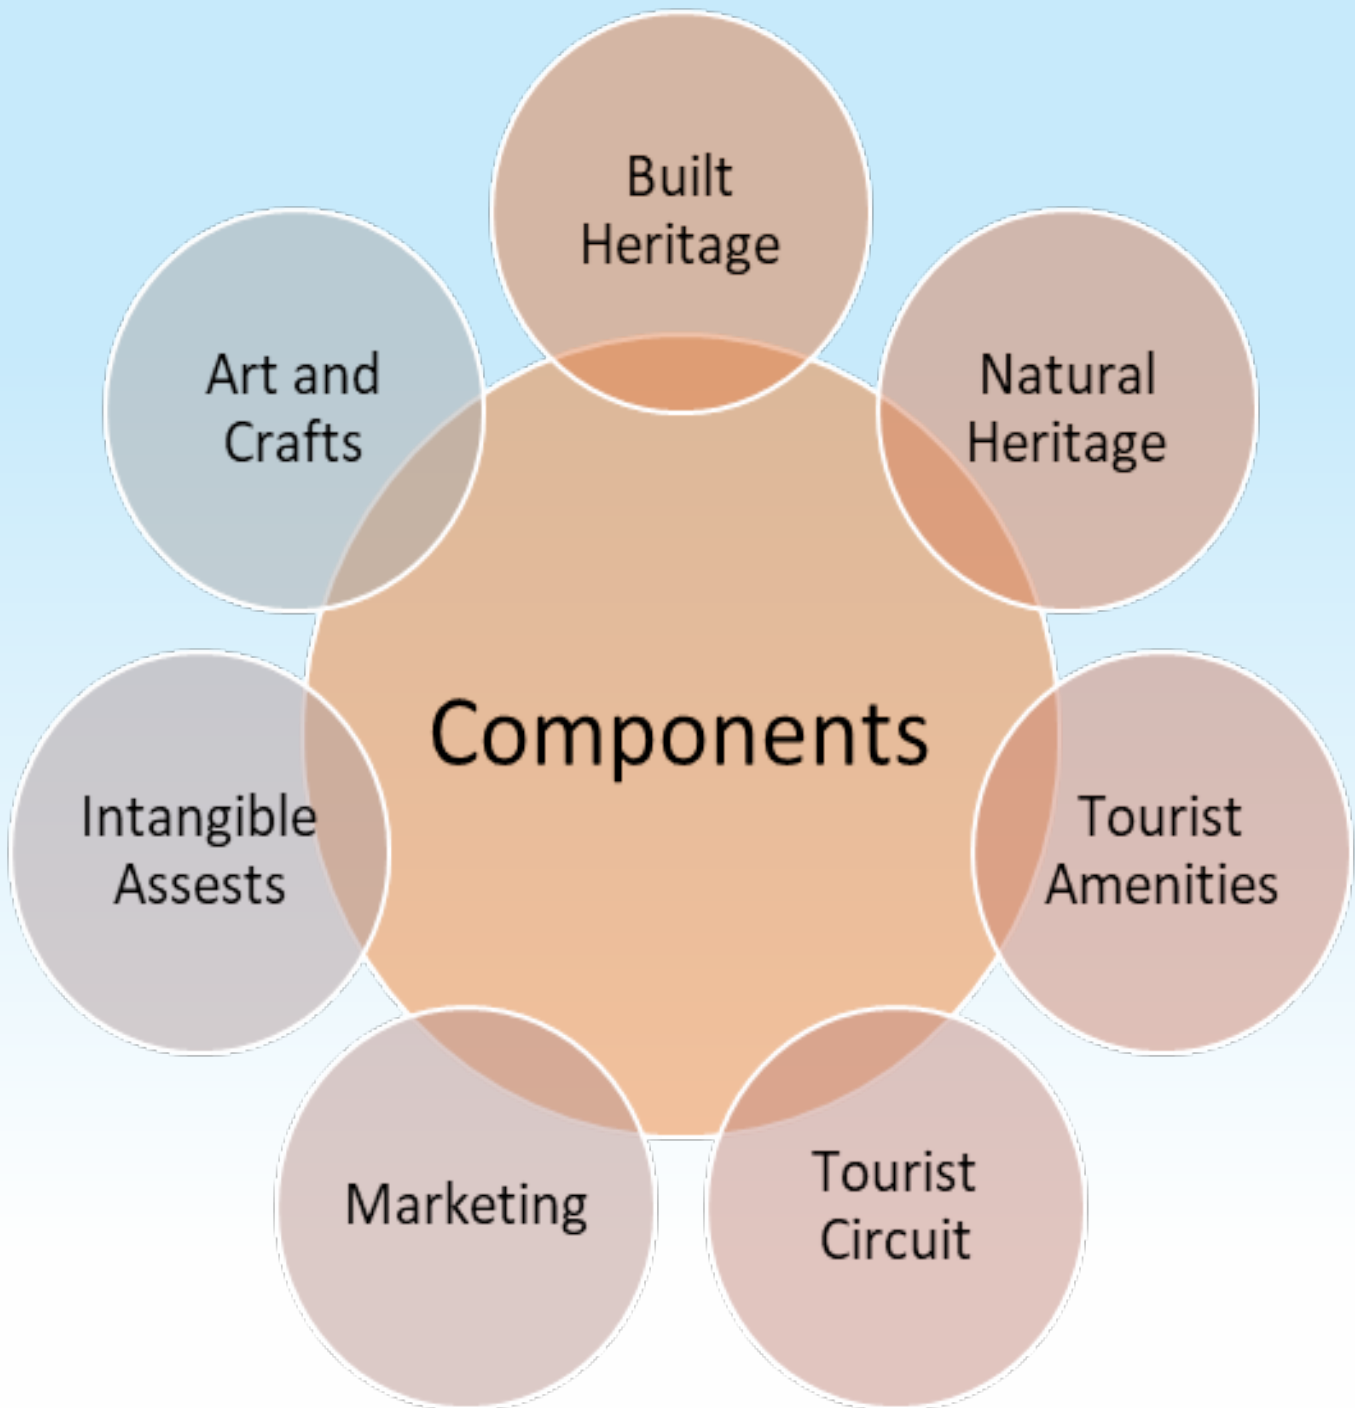 Built
Heritage
Natural
Heritage
Tourist
Amenities
Tourist
Circuit
Marketing
Intangible
Assests
Art and
Crafts
Components